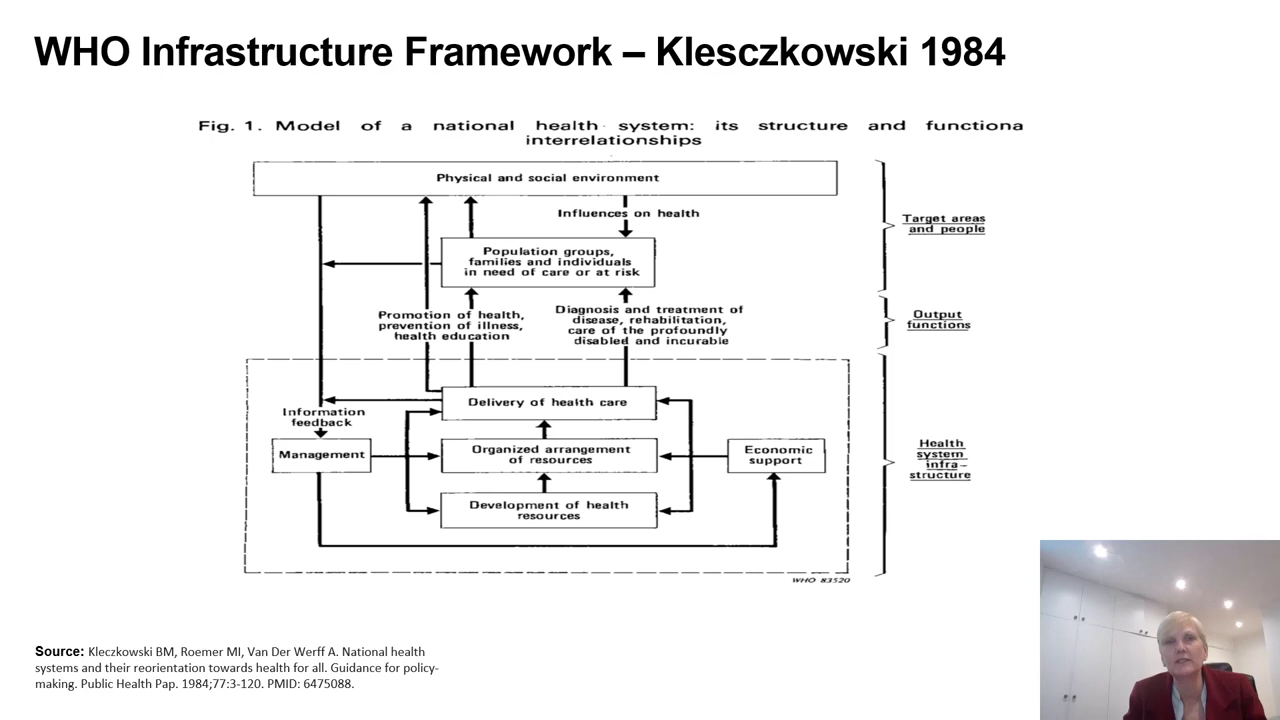 WHO Infrastructure Framework – Klesczkowski 1984
Fig. 1. Model of a national health system: its structure and functiona
interrelationships
Physical and social environment
Influences on health
Target areas
and people
Population groups,
families and individuals
in need of care or at risk
Promotion of health,
prevention of illness,
health education
Diagnosis and treatment of
disease, rehabilitation,
care of the profoundly
disabled and incurable
Output
functions
Delivery of health care
Information
feedback
Management
Organized arrangement
of resources
Economic
support
Health
system
infra-
structure
Development of health
resources
WHO 83520
Source: Kleczkowski BM, Roemer MI, Van Der Werff A. National health
systems and their reorientation towards health for all. Guidance for policy-
making. Public Health Pap. 1984;77:3-120. PMID: 6475088.